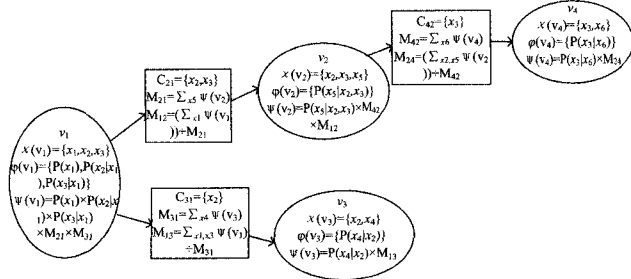 v₁
χ(v₁)={x₁,x₂,x₃}
φ(v₁)={P(x₁),P(x₂|x₁
),P(x₃|x₁)}
Ψ(v₁)=P(x₁)×P(x₂|x
₁)×P(x₃|x₁)
×M₂₁×M₃₁
C₂₁={x₂,x₃}
M₂₁=∑ₓ₅ Ψ(v₂)
M₁₂=(∑ₓ₁ Ψ(v₁
))÷M₂₁
C₃₁={x₂}
M₃₁=∑ₓ₄ Ψ(v₃)
M₁₃=∑ₓ₁,ₓ₃ Ψ(v₁)
÷M₃₁
v₂
χ(v₂)={x₂,x₃,x₅}
φ(v₂)={P(x₅|x₂,x₃)}
Ψ(v₂)=P(x₅|x₂,x₃)×M₄₂
×M₁₂
v₃
χ(v₃)={x₂,x₄}
φ(v₃)={P(x₄|x₂)}
Ψ(v₃)=P(x₄|x₂)×M₁₃
C₄₂={x₃}
M₄₂=∑ₓ₆ Ψ(v₄)
M₂₄=(∑ₓ₂,ₓ₅ Ψ(v₂
))÷M₄₂
v₄
χ(v₄)={x₃,x₆}
φ(v₄)={P(x₃|x₆)}
Ψ(v₄)=P(x₃|x₆)×M₂₄